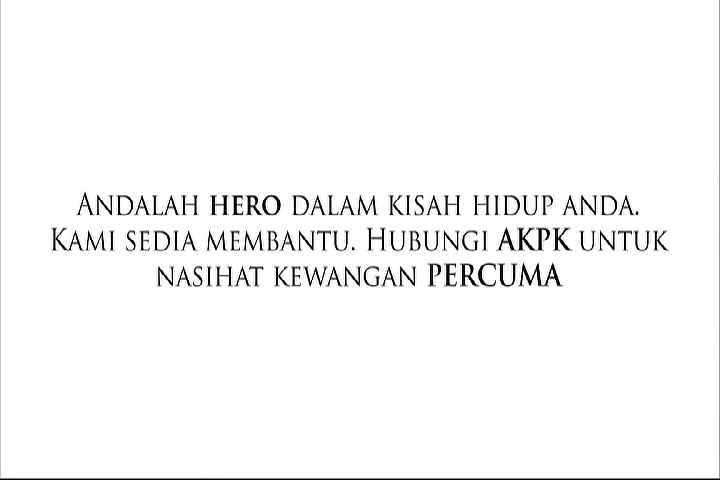 Andalah HERO dalam kisah hidup anda.
Kami sedia membantu. Hubungi AKPK untuk
nasihat kewangan PERCUMA